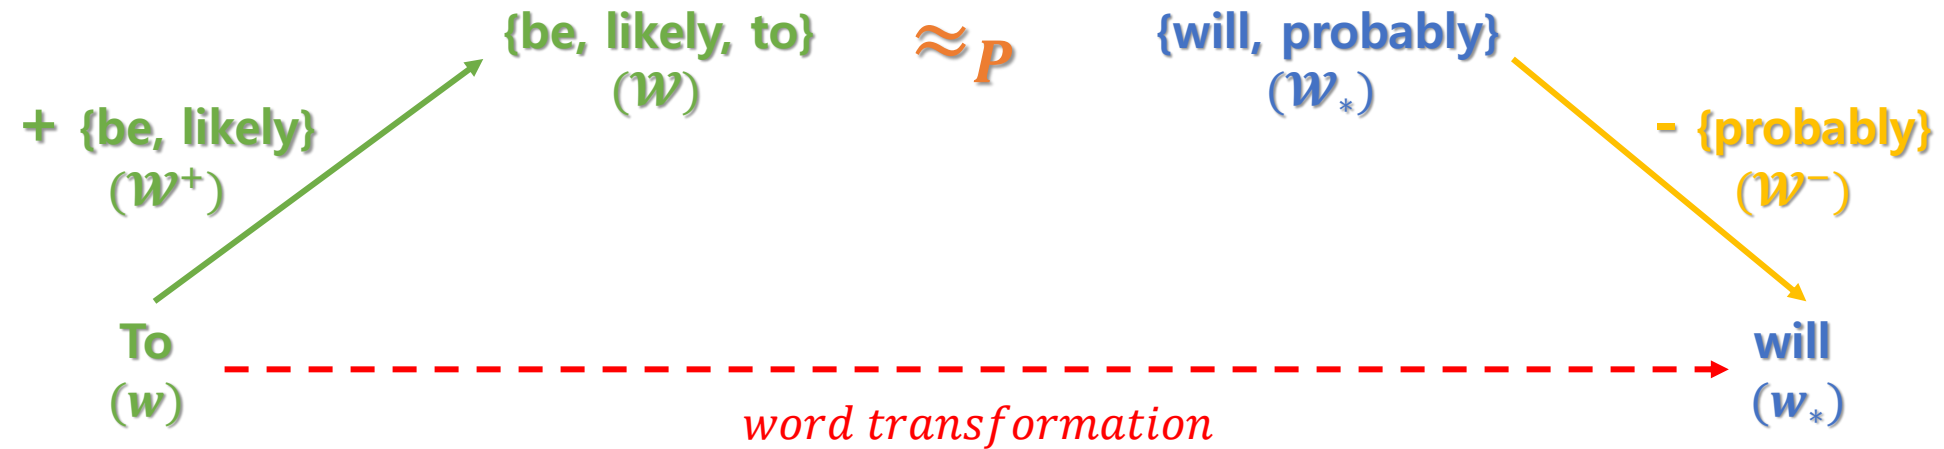 {be, likely, to} ≈P {will, probably}
(𝒲) (𝒲*)
+ {be, likely} - {probably}
(𝒲⁺) (𝒲⁻)
To will
(w) (w*)
word transformation